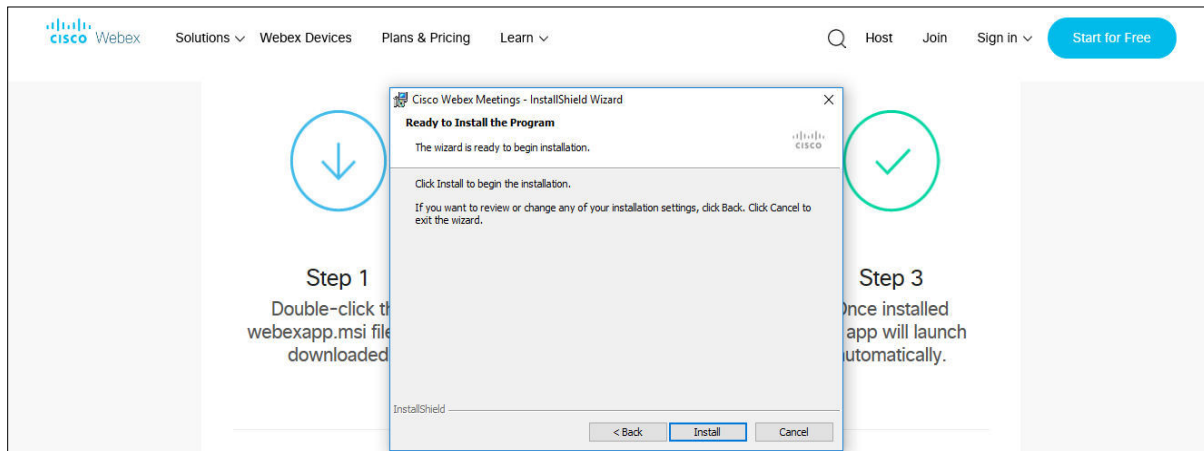 CISCO Webex Solutions Webex Devices Plans & Pricing Learn Host Join Sign in Start for Free
Cisco Webex Meetings - InstallShield Wizard
Ready to Install the Program
The wizard is ready to begin installation.
CISCO
Click Install to begin the installation.
If you want to review or change any of your installation settings, click Back. Click Cancel to
exit the wizard.
InstallShield
< Back Install Cancel
Step 1
Double-click
webexapp.msi file
downloaded
Step 3
installed
app will launch
automatically.